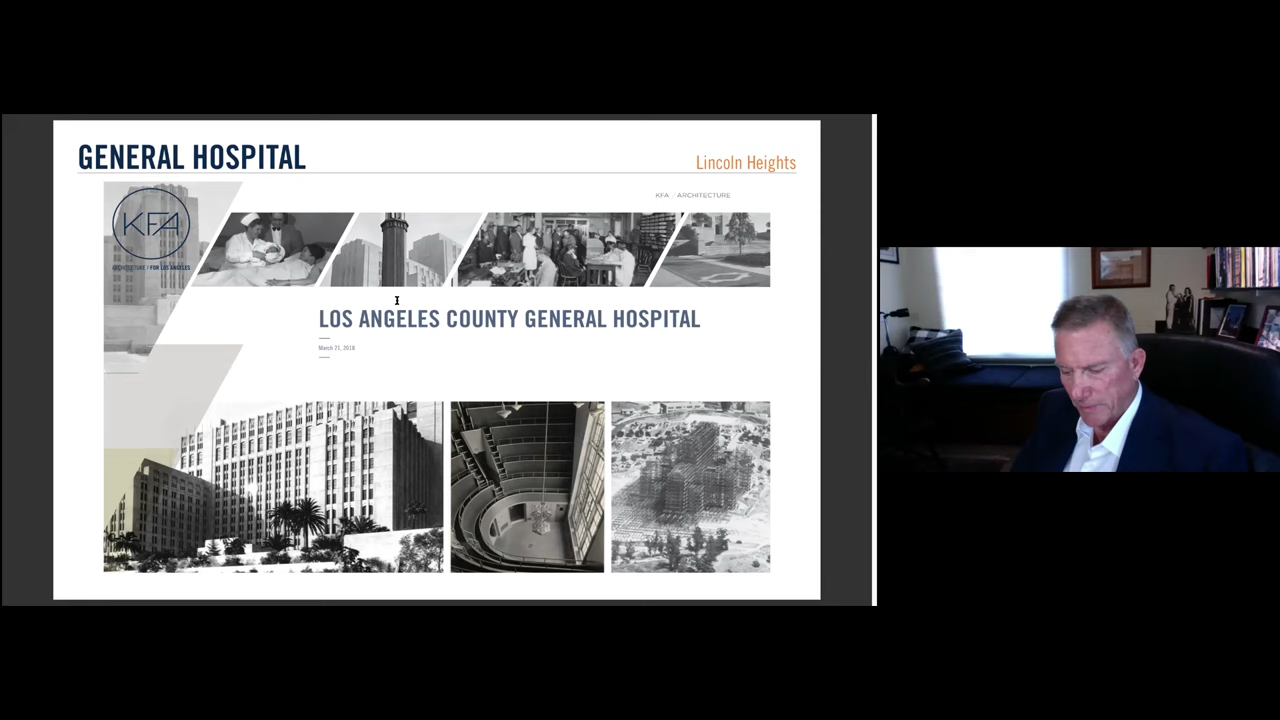 GENERAL HOSPITAL
Lincoln Heights
KFA
ARCHITECTURE / FOR LOS ANGELES
KFA / ARCHITECTURE
LOS ANGELES COUNTY GENERAL HOSPITAL
March 21, 2018